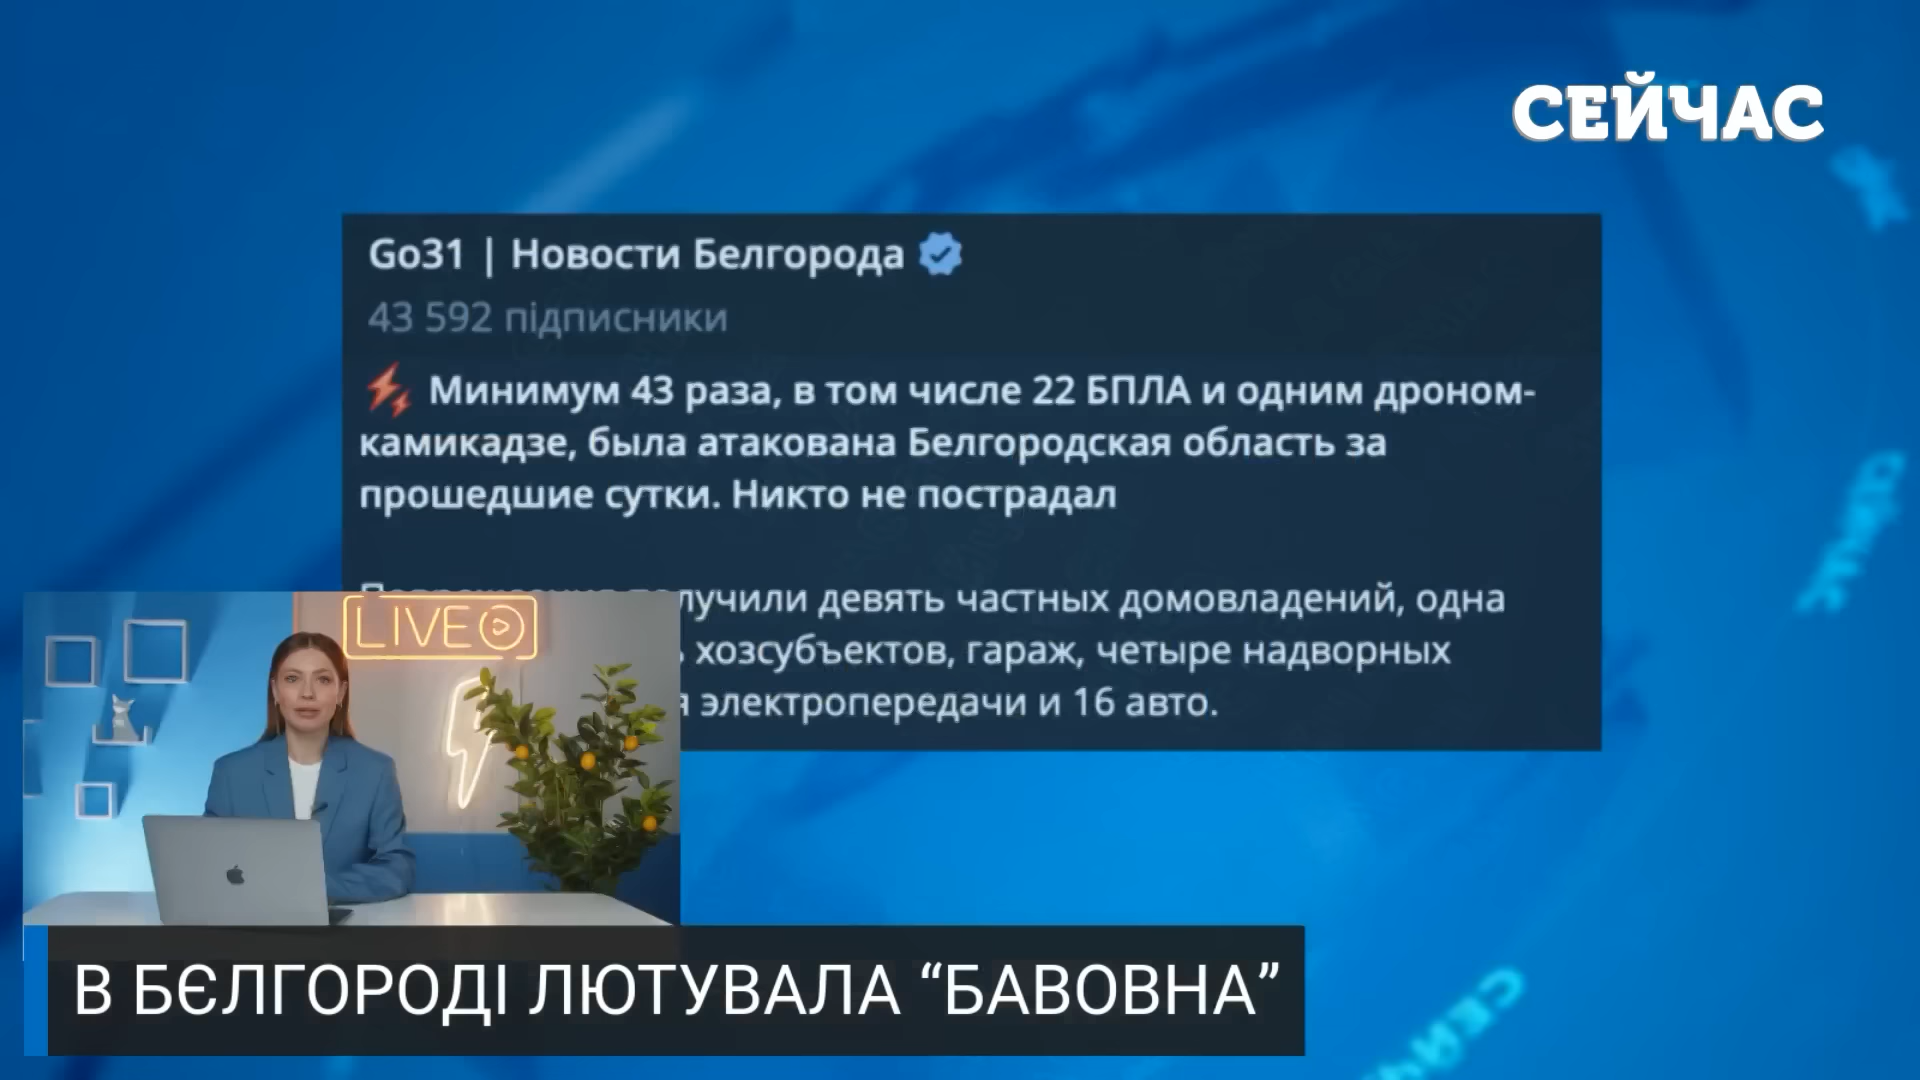 СЕЙЧАС
Go31 | Новости Белгорода
43 592 підписники
Минимум 43 раза, в том числе 22 БПЛА и одним дроном-
камикадзе, была атакована Белгородская область за
прошедшие сутки. Никто не пострадал
лучили девять частных домовладений, одна
хозсубъектов, гараж, четыре надворных
электропередачи и 16 авто.
LIVE
В БЄЛГОРОДІ ЛЮТУВАЛА “БАВОВНА”